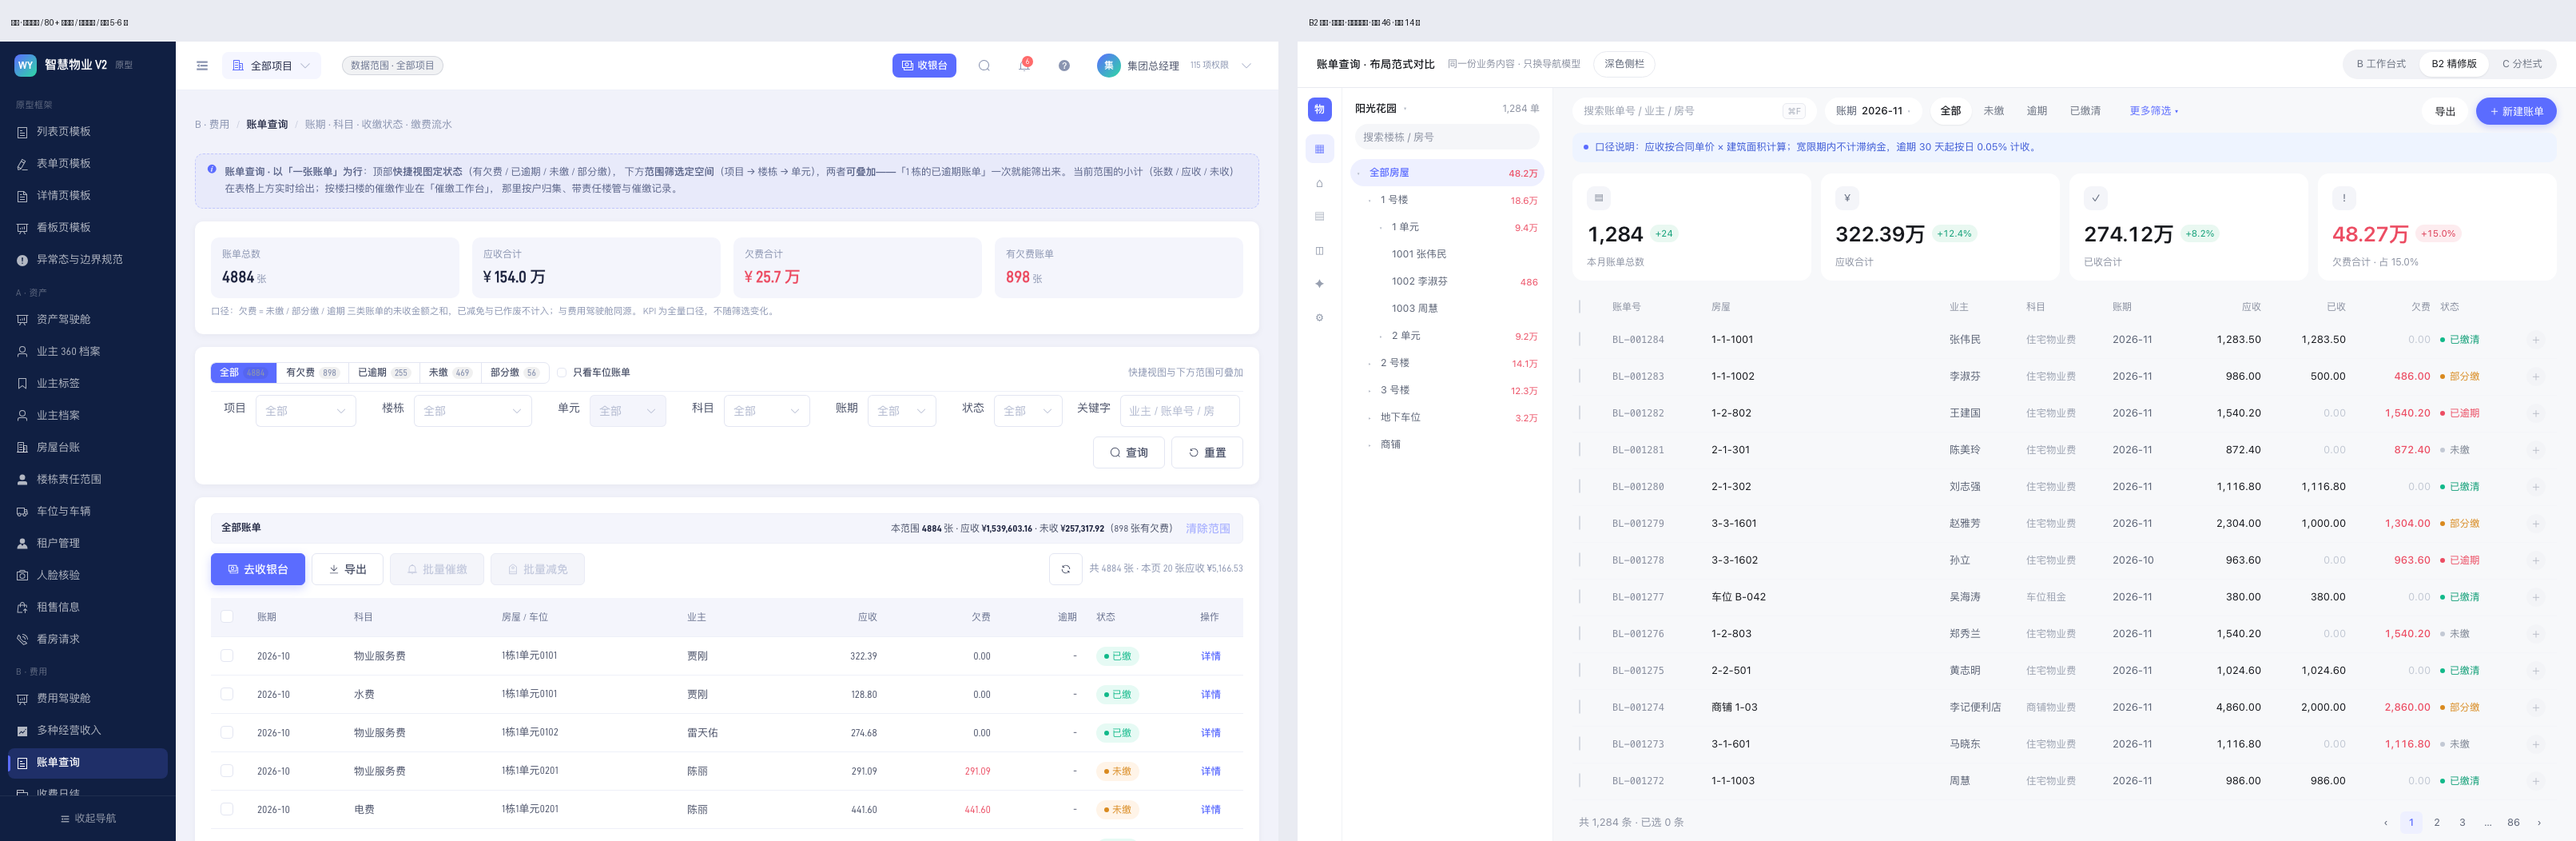 / 80+ / 5-6
WY 智慧物业 V2 原型
原型框架
列表页模板
表单页模板
详情页模板
看板页模板
异常态与边界规范
A · 资产
资产驾驶舱
业主 360 档案
业主标签
业主档案
房屋台账
楼栋责任范围
车位与车辆
租户管理
人脸核验
租售信息
看房请求
B · 费用
费用驾驶舱
多种经营收入
账单查询
收费日结
收起导航
全部项目
数据范围 · 全部项目
收银台
6
集 集团总经理 115 项权限
B · 费用 / 账单查询 / 账期 · 科目 · 收缴状态 · 缴费流水
账单查询 · 以「一张账单」为行：顶部快捷视图定状态（有欠费 / 已逾期 / 未缴 / 部分缴），下方范围筛选定空间（项目 → 楼栋 → 单元），两者可叠加——「1 栋的已逾期账单」一次就能筛出来。 当前范围的小计（张数 / 应收 / 未收）
在表格上方实时给出；按楼扫楼的催缴作业在「催缴工作台」，那里按户归集、带责任楼管与催缴记录。
账单总数
4884 张
应收合计
¥ 154.0 万
欠费合计
¥ 25.7 万
有欠费账单
898 张
口径：欠费 = 未缴 / 部分缴 / 逾期 三类账单的未收金额之和，已减免与已作废不计入；与费用驾驶舱同源。 KPI 为全量口径，不随筛选变化。
全部 4884 有欠费 898 已逾期 255 未缴 469 部分缴 56 只看车位账单 快捷视图与下方范围可叠加
项目 全部 楼栋 全部 单元 全部 科目 全部 账期 全部 状态 全部 关键字 业主 / 账单号 / 房
查询 重置
全部账单 本范围 4884 张 · 应收 ¥1,539,603.16 · 未收 ¥257,317.92（898 张有欠费） 清除范围
去收银台 导出 批量催缴 批量减免 共 4884 张 · 本页 20 张应收 ¥5,166.53
账期 科目 房屋 / 车位 业主 应收 欠费 逾期 状态 操作
2026-10 物业服务费 1栋1单元0101 贾刚 322.39 0.00 - 已缴 详情
2026-10 水费 1栋1单元0101 贾刚 128.80 0.00 - 已缴 详情
2026-10 物业服务费 1栋1单元0102 雷天佑 274.68 0.00 - 已缴 详情
2026-10 物业服务费 1栋1单元0201 陈丽 291.09 291.09 - 未缴 详情
2026-10 电费 1栋1单元0201 陈丽 441.60 441.60 - 未缴 详情
B2 · 46 · 14
账单查询 · 布局范式对比 同一份业务内容 · 只换导航模型 深色侧栏
B 工作台式 B2 精修版 C 分栏式
物
阳光花园 · 1,284 单
搜索楼栋 / 房号
全部房屋 48.2万
1 号楼 18.6万
1 单元 9.4万
1001 张伟民
1002 李淑芬 486
1003 周慧
2 单元 9.2万
2 号楼 14.1万
3 号楼 12.3万
地下车位 3.2万
商铺
搜索账单号 / 业主 / 房号 ⌘F 账期 2026-11 全部 未缴 逾期 已缴清 更多筛选 导出 + 新建账单
口径说明：应收按合同单价 × 建筑面积计算；宽限期内不计滞纳金，逾期 30 天起按日 0.05% 计收。
1,284 +24
本月账单总数
¥
322.39万 +12.4%
应收合计
✓
274.12万 +8.2%
已收合计
!
48.27万 +15.0%
欠费合计 · 占 15.0%
账单号 房屋 业主 科目 账期 应收 已收 欠费 状态
BL-001284 1-1-1001 张伟民 住宅物业费 2026-11 1,283.50 1,283.50 0.00 已缴清 +
BL-001283 1-1-1002 李淑芬 住宅物业费 2026-11 986.00 500.00 486.00 部分缴 +
BL-001282 1-2-802 王建国 住宅物业费 2026-11 1,540.20 0.00 1,540.20 已逾期 +
BL-001281 2-1-301 陈美玲 住宅物业费 2026-11 872.40 0.00 872.40 未缴 +
BL-001280 2-1-302 刘志强 住宅物业费 2026-11 1,116.80 1,116.80 0.00 已缴清 +
BL-001279 3-3-1601 赵雅芳 住宅物业费 2026-11 2,304.00 1,000.00 1,304.00 部分缴 +
BL-001278 3-3-1602 孙立 住宅物业费 2026-10 963.60 0.00 963.60 已逾期 +
BL-001277 车位 B-042 吴海涛 车位租金 2026-11 380.00 380.00 0.00 已缴清 +
BL-001276 1-2-803 郑秀兰 住宅物业费 2026-11 1,540.20 0.00 1,540.20 未缴 +
BL-001275 2-2-501 黄志明 住宅物业费 2026-11 1,024.60 1,024.60 0.00 已缴清 +
BL-001274 商铺 1-03 李记便利店 商铺物业费 2026-11 4,860.00 2,000.00 2,860.00 部分缴 +
BL-001273 3-1-601 马晓东 住宅物业费 2026-11 1,116.80 0.00 1,116.80 未缴 +
BL-001272 1-1-1003 周慧 住宅物业费 2026-11 986.00 986.00 0.00 已缴清 +
共 1,284 条 · 已选 0 条 ‹ 1 2 3 … 86 ›